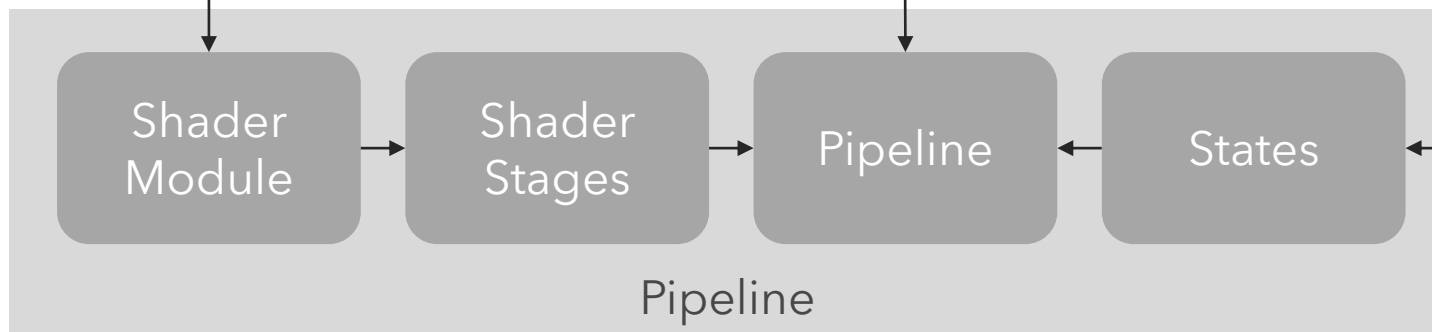 Shader
Module
Shader
Stages
Pipeline
States
Pipeline